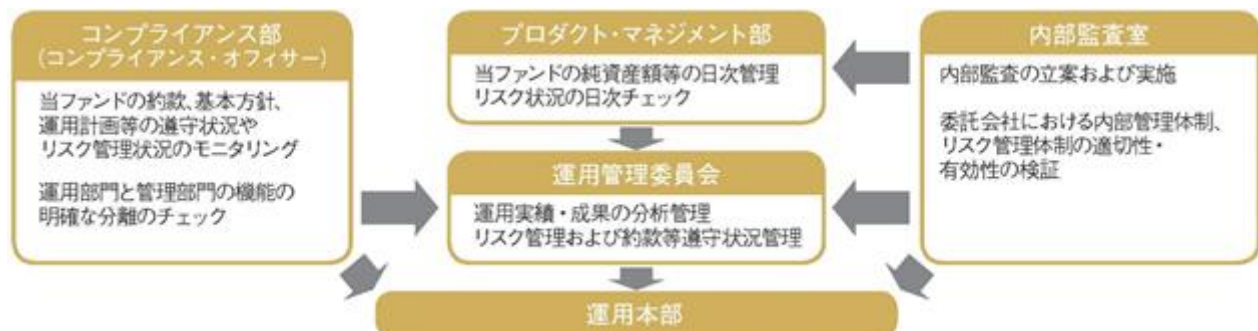 コンプライアンス部
(コンプライアンス・オフィサー)
当ファンドの約款、基本方針、
運用計画等の遵守状況や
リスク管理状況のモニタリング
運用部門と管理部門の機能の
明確な分離のチェック
プロダクト・マネジメント部
当ファンドの純資産額等の日次管理
リスク状況の日次チェック
運用管理委員会
運用実績・成果の分析管理
リスク管理および約款等遵守状況管理
内部監査室
内部監査の立案および実施
委託会社における内部管理体制、
リスク管理体制の適切性・
有効性の検証
運用本部